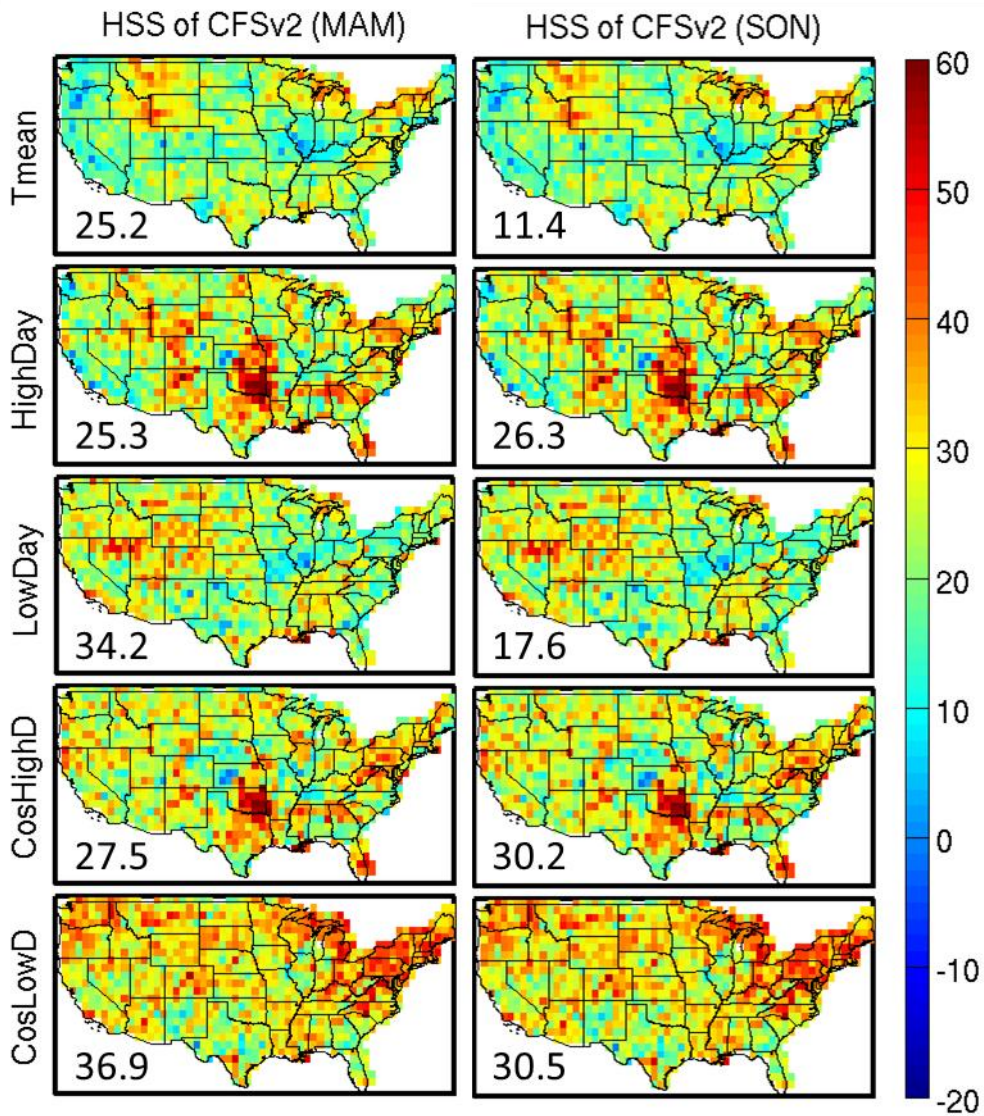 HSS of CFSv2 (MAM)
HSS of CFSv2 (SON)
Tmean
25.2
11.4
HighDay
25.3
26.3
LowDay
34.2
17.6
CosHighD
27.5
30.2
CosLowD
36.9
30.5
60
50
40
30
20
10
0
-10
-20